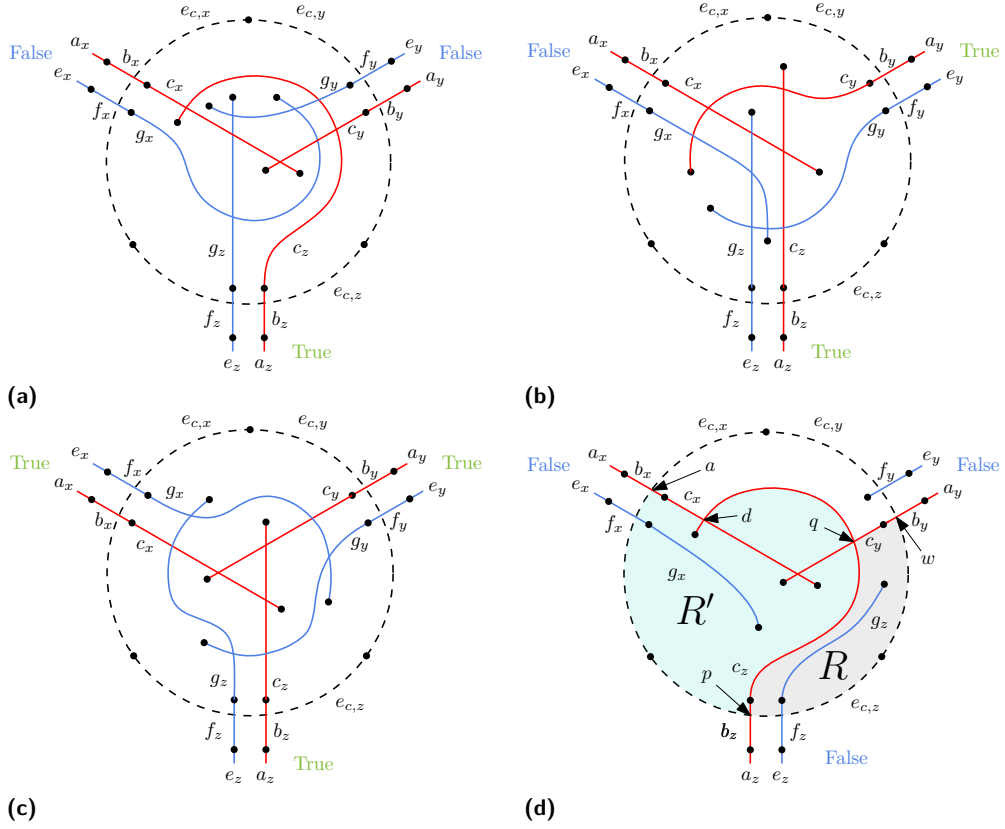 e_{c,x} e_{c,y}
False a_x b_x c_x g_y f_y e_y False
e_x f_x g_x c_y b_y a_y
g_z c_z e_{c,z}
f_z b_z
e_z a_z True
(a)
e_{c,x} e_{c,y}
a_x b_x c_x c_y b_y a_y True
False e_x f_x g_x g_y f_y e_y
g_z c_z e_{c,z}
f_z b_z
e_z a_z True
(b)
e_{c,x} e_{c,y}
e_x f_x g_x c_y b_y a_y
True a_x b_x c_x g_y f_y e_y True
g_z c_z e_{c,z}
f_z b_z
e_z a_z True
(c)
e_{c,x} e_{c,y}
False a_x b_x a c_x d f_y e_y False
e_x f_x g_x q c_y b_y a_y w
R' g_z
p c_z R e_{c,z}
b_z f_z
a_z e_z False
(d)